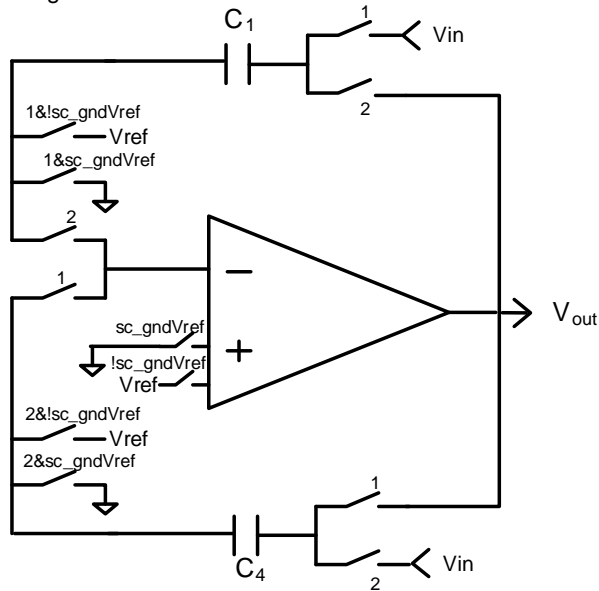 C1
1
Vin
2
1&!sc_gndVref
Vref
1&sc_gndVref
2
1
−
sc_gndVref
+
!sc_gndVref
Vref
Vout
2&!sc_gndVref
Vref
2&sc_gndVref
1
C4
2
Vin